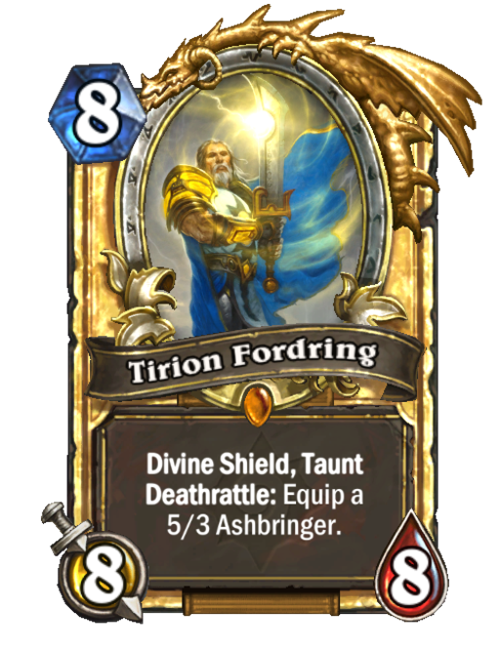 8
Tirion Fordring
Divine Shield, Taunt
Deathrattle: Equip a
5/3 Ashbringer.
8
8